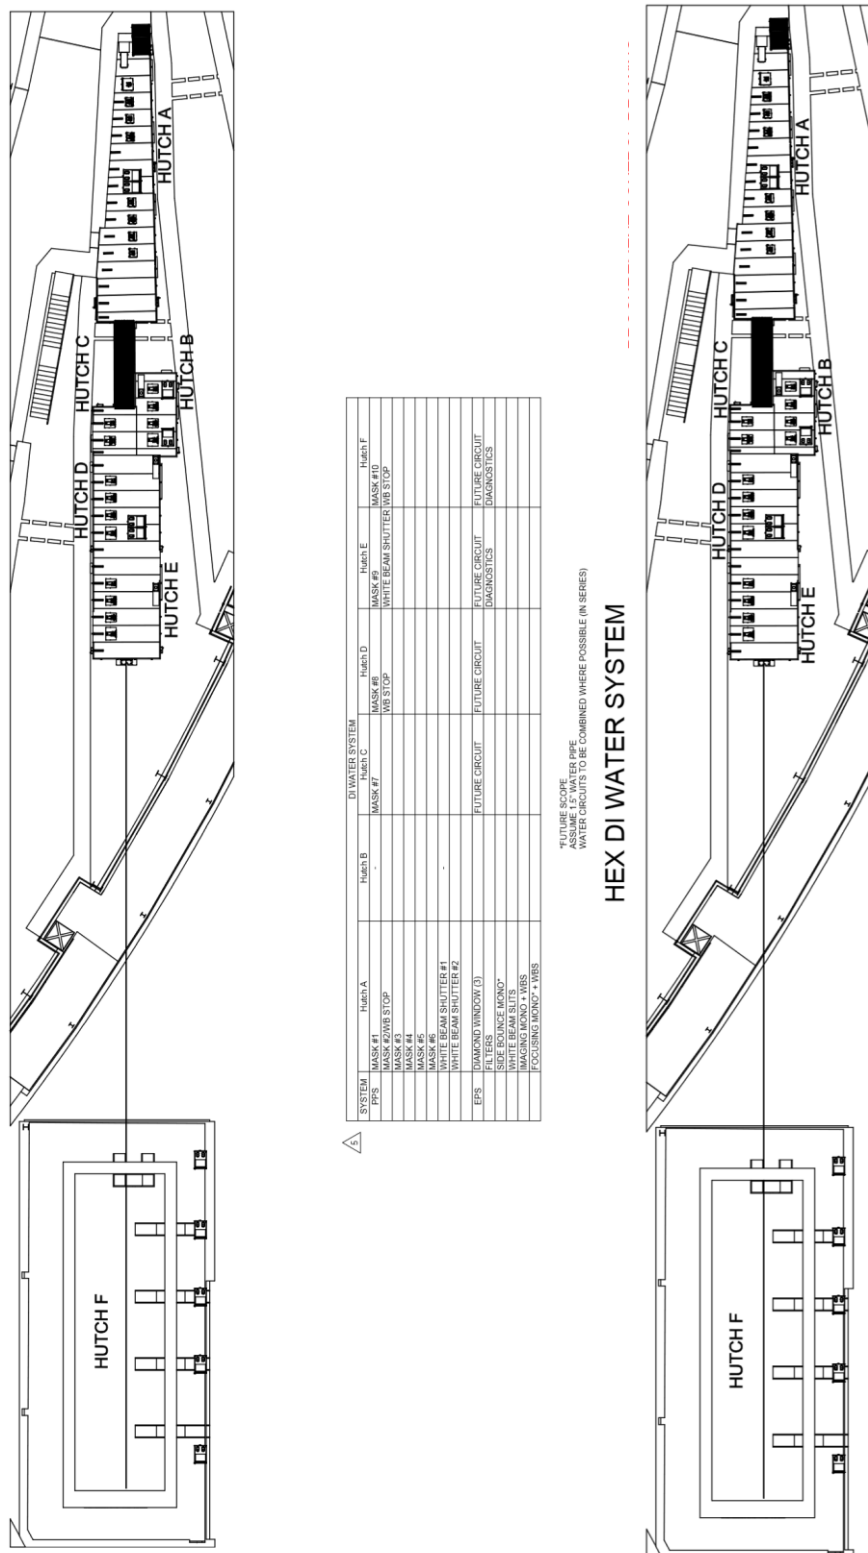 HUTCH A
HUTCH B
HUTCH C
HUTCH D
HUTCH E
HUTCH F
5
DI WATER SYSTEM
SYSTEM Hutch A Hutch B Hutch C Hutch D Hutch E Hutch F
PPS MASK #1 - MASK #7 MASK #8 MASK #9 MASK #10
MASK #2/WB STOP WB STOP WHITE BEAM SHUTTER WB STOP
MASK #3
MASK #4
MASK #5
MASK #6
WHITE BEAM SHUTTER #1 -
WHITE BEAM SHUTTER #2
EPS DIAMOND WINDOW (3) FUTURE CIRCUIT FUTURE CIRCUIT FUTURE CIRCUIT FUTURE CIRCUIT
FILTERS DIAGNOSTICS DIAGNOSTICS
SIDE BOUNCE MONO*
WHITE BEAM SLITS
IMAGING MONO + WBS
FOCUSING MONO* + WBS
*FUTURE SCOPE
ASSUME 1.5" WATER PIPE
WATER CIRCUITS TO BE COMBINED WHERE POSSIBLE (IN SERIES)
HEX DI WATER SYSTEM
HUTCH A
HUTCH B
HUTCH C
HUTCH D
HUTCH E
HUTCH F